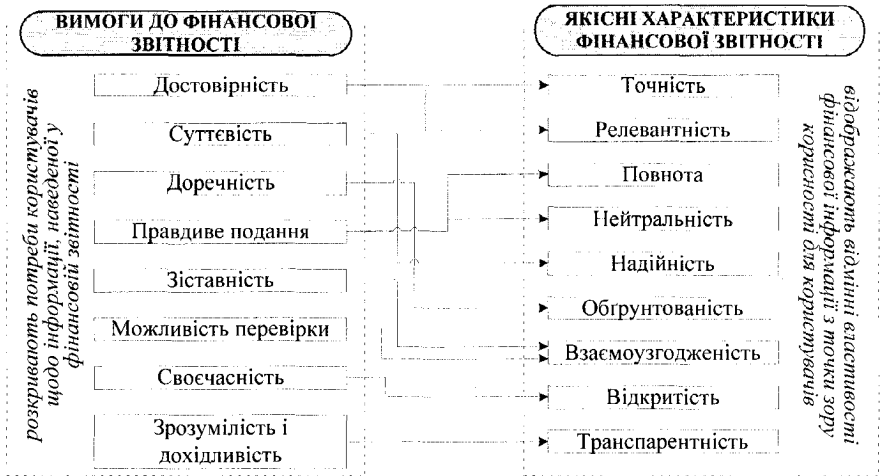 ВИМОГИ ДО ФІНАНСОВОЇ
ЗВІТНОСТІ
розкривають потреби користувачів
щодо інформації, наведеної у
фінансовій звітності
Достовірність
Суттєвість
Доречність
Правдиве подання
Зіставність
Можливість перевірки
Своєчасність
Зрозумілість і
дохідливість
ЯКІСНІ ХАРАКТЕРИСТИКИ
ФІНАНСОВОЇ ЗВІТНОСТІ
Точність
Релевантність
Повнота
Нейтральність
Надійність
Обґрунтованість
Взаємоузгодженість
Відкритість
Транспарентність
відображають відмінні властивості
фінансової інформації з точки зору
корисності для користувачів